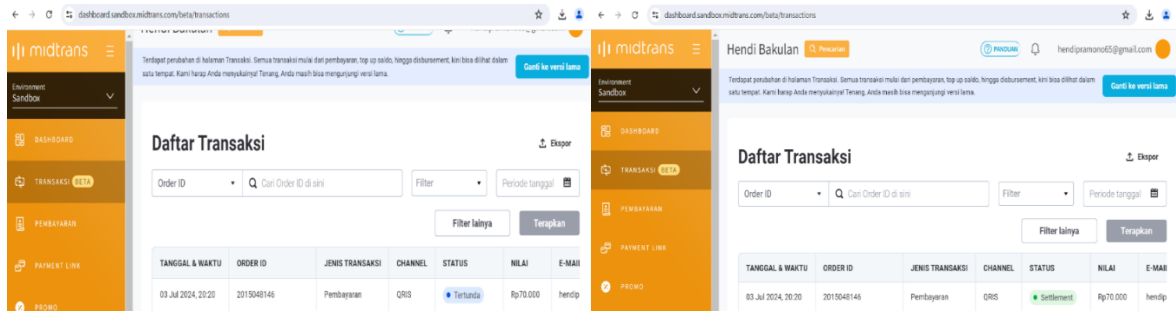 dashboard.sandbox.midtrans.com/beta/transactions
midtrans
Terdapat perubahan di halaman Transaksi. Semua transaksi mulai dari pembayaran, top up saldo, hingga disbursement, kini bisa dilihat dalam
satu tempat. Kami harap Anda menyukainya! Tenang, Anda masih bisa mengunjungi versi lama.
Ganti ke versi lama
Environment
Sandbox
DASHBOARD
TRANSAKSI BETA
PEMBAYARAN
PAYMENT LINK
PROMO
Daftar Transaksi
Ekspor
Order ID
Cari Order ID di sini
Filter
Periode tanggal
Filter lainya
Terapkan
TANGGAL & WAKTU ORDER ID JENIS TRANSAKSI CHANNEL STATUS NILAI E-MAII
03 Jul 2024, 20:20 2015048146 Pembayaran QRIS Tertunda Rp70.000 hendip
dashboard.sandbox.midtrans.com/beta/transactions
midtrans
Hendi Bakulan
Pencarian
PANDUAN
hendipramono65@gmail.com
Terdapat perubahan di halaman Transaksi. Semua transaksi mulai dari pembayaran, top up saldo, hingga disbursement, kini bisa dilihat dalam
satu tempat. Kami harap Anda menyukainya! Tenang, Anda masih bisa mengunjungi versi lama.
Ganti ke versi lama
Environment
Sandbox
DASHBOARD
TRANSAKSI BETA
PEMBAYARAN
PAYMENT LINK
PROMO
Daftar Transaksi
Ekspor
Order ID
Cari Order ID di sini
Filter
Periode tanggal
Filter lainya
Terapkan
TANGGAL & WAKTU ORDER ID JENIS TRANSAKSI CHANNEL STATUS NILAI E-MAII
03 Jul 2024, 20:20 2015048146 Pembayaran QRIS Settlement Rp70.000 hendip